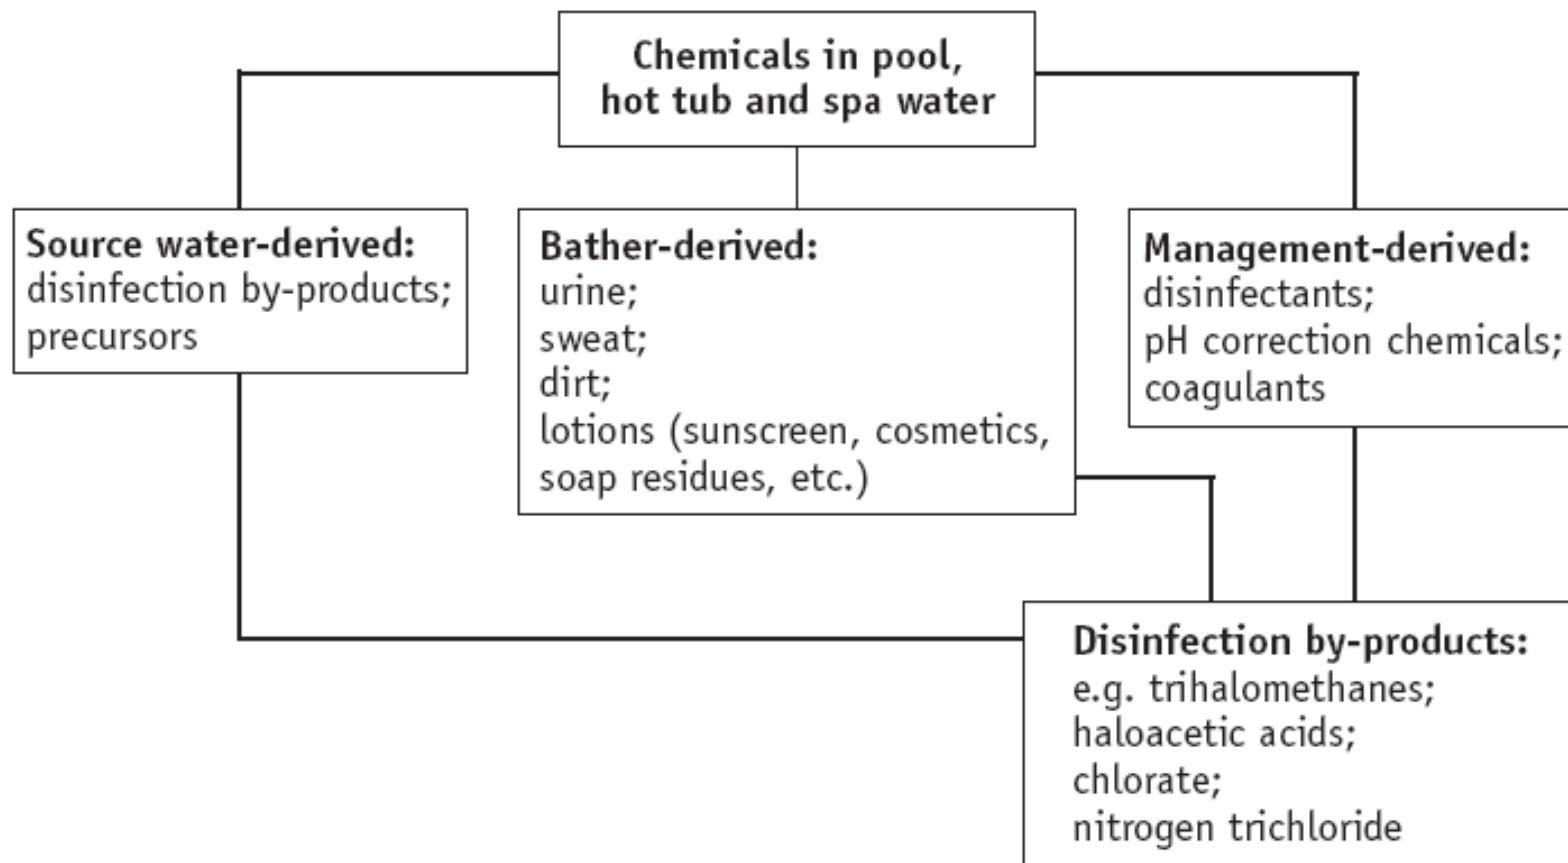 Chemicals in pool,
hot tub and spa water
Source water-derived:
disinfection by-products;
precursors
Bather-derived:
urine;
sweat;
dirt;
lotions (sunscreen, cosmetics,
soap residues, etc.)
Management-derived:
disinfectants;
pH correction chemicals;
coagulants
Disinfection by-products:
e.g. trihalomethanes;
haloacetic acids;
chlorate;
nitrogen trichloride